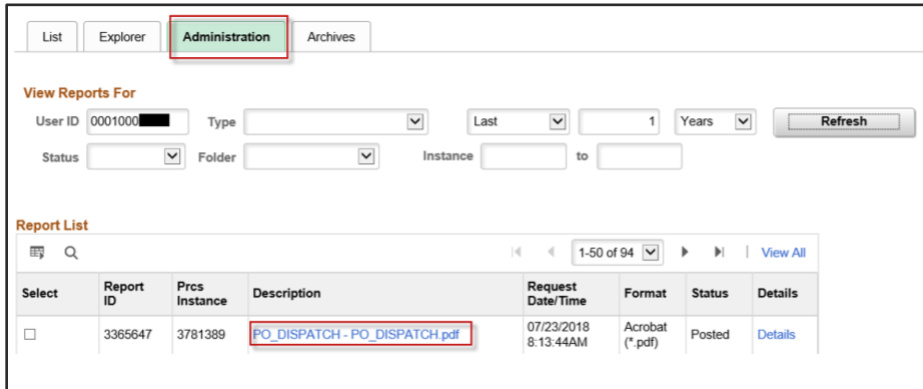 List Explorer Administration Archives
View Reports For
User ID 0001000 Type Last 1 Years Refresh
Status Folder Instance to
Report List
1-50 of 94 | View All
Select Report ID Prcs Instance Description Request Date/Time Format Status Details
3365647 3781389 PO_DISPATCH - PO_DISPATCH.pdf 07/23/2018 8:13:44AM Acrobat (*.pdf) Posted Details